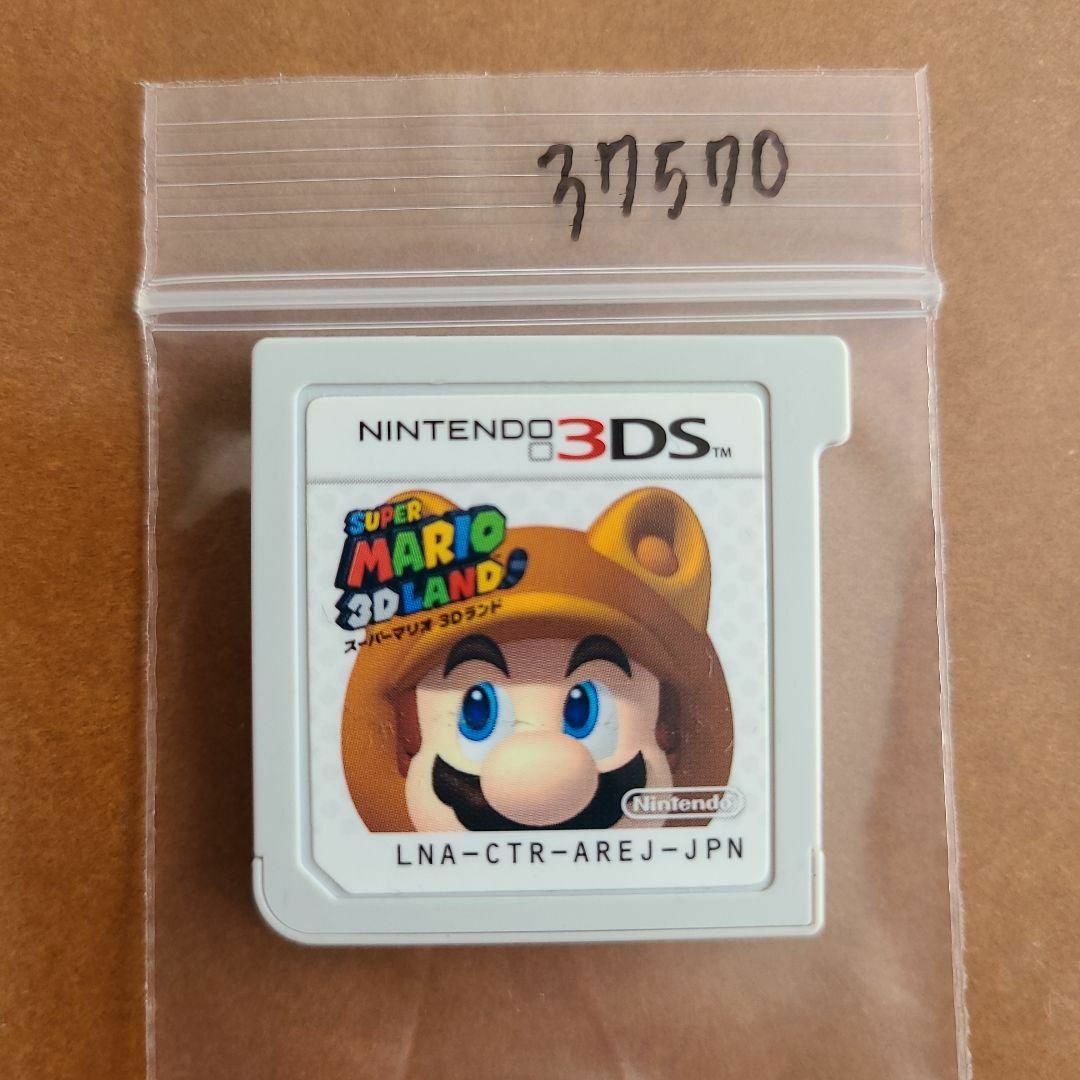 37570
NINTENDO 3DS™
SUPER
MARIO
3D LAND
スーパーマリオ 3Dランド
Nintendo
LNA-CTR-AREJ-JPN